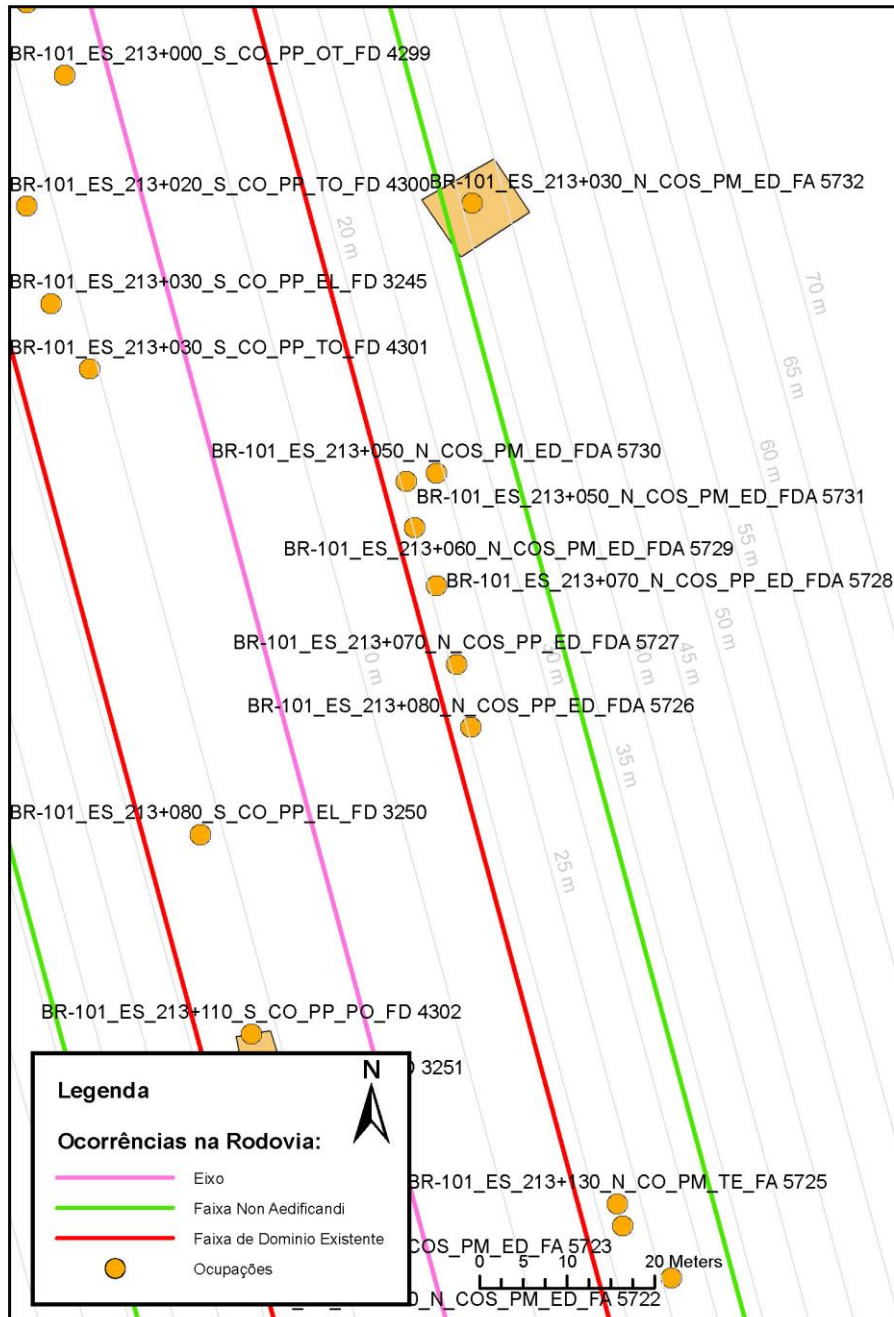 BR-101_ES_213+000_S_CO_PP_OT_FD 4299
BR-101_ES_213+020_S_CO_PP_TO_FD 4300
BR-101_ES_213+030_N_COS_PM_ED_FA 5732
20 m
70 m
BR-101_ES_213+030_S_CO_PP_EL_FD 3245
BR-101_ES_213+030_S_CO_PP_TO_FD 4301
65 m
BR-101_ES_213+050_N_COS_PM_ED_FDA 5730
60 m
BR-101_ES_213+050_N_COS_PM_ED_FDA 5731
55 m
BR-101_ES_213+060_N_COS_PM_ED_FDA 5729
BR-101_ES_213+070_N_COS_PP_ED_FDA 5728
50 m
BR-101_ES_213+070_N_COS_PP_ED_FDA 5727
45 m
BR-101_ES_213+080_N_COS_PP_ED_FDA 5726
35 m
BR-101_ES_213+080_S_CO_PP_EL_FD 3250
25 m
BR-101_ES_213+110_S_CO_PP_PO_FD 4302
3251
N
Legenda
Ocorrências na Rodovia:
Eixo
Faixa Non Aedificandi
Faixa de Dominio Existente
Ocupações
BR-101_ES_213+130_N_CO_PM_TE_FA 5725
COS_PM_ED_FA 5723
0 5 10 20 Meters
0_N_COS_PM_ED_FA 5722